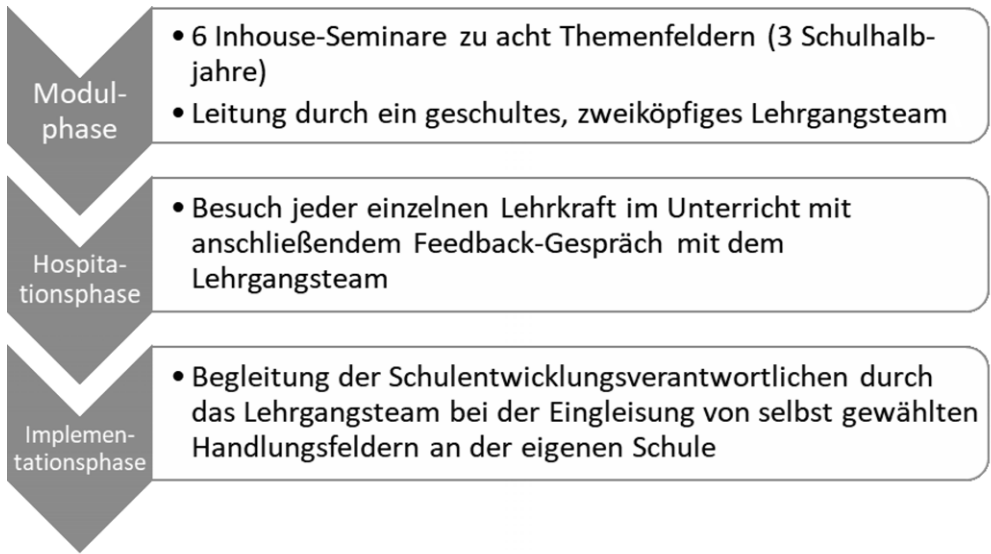 Modul-
phase
• 6 Inhouse-Seminare zu acht Themenfeldern (3 Schulhalb-
jahre)
• Leitung durch ein geschultes, zweiköpfiges Lehrgangsteam
Hospita-
tionsphase
• Besuch jeder einzelnen Lehrkraft im Unterricht mit
anschließendem Feedback-Gespräch mit dem
Lehrgangsteam
Implemen-
tationsphase
• Begleitung der Schulentwicklungsverantwortlichen durch
das Lehrgangsteam bei der Eingleisung von selbst gewählten
Handlungsfeldern an der eigenen Schule